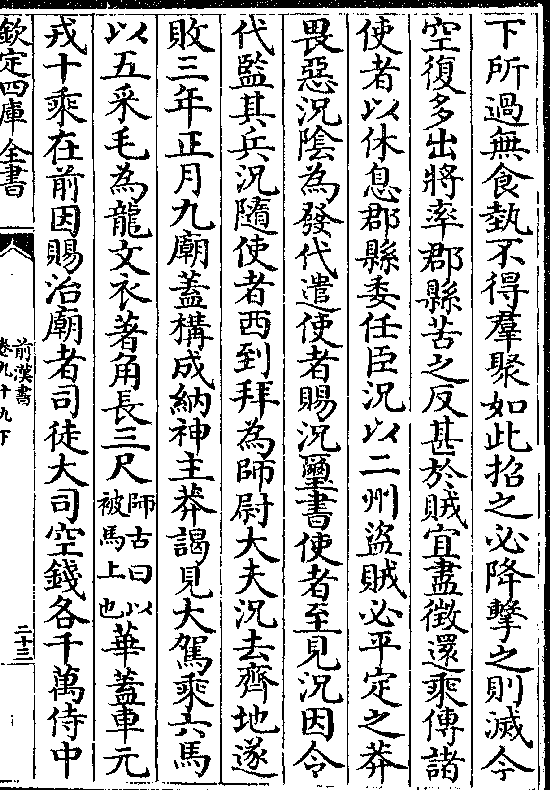 下所過無食埶不得羣聚如此招之必降擊之則滅今
空復多出將率郡縣苦之反甚於賊宜盡徵還乘傳諸
使者以休息郡縣委任臣況以二州盜賊必平定之莽
畏惡況陰為發代遣使者賜況璽書使者至見況因令
代監其兵況隨使者西到拜為師尉大夫況去齊地遂
敗三年正月九廟蓋構成納神主莽謁見大駕乘六馬
以五采毛為龍文衣著角長三尺師古曰以被馬上也華蓋車元
戎十乘在前因賜治廟者司徒大司空錢各千萬侍中
欽定四庫全書
前漢書
卷九十九下
二十三